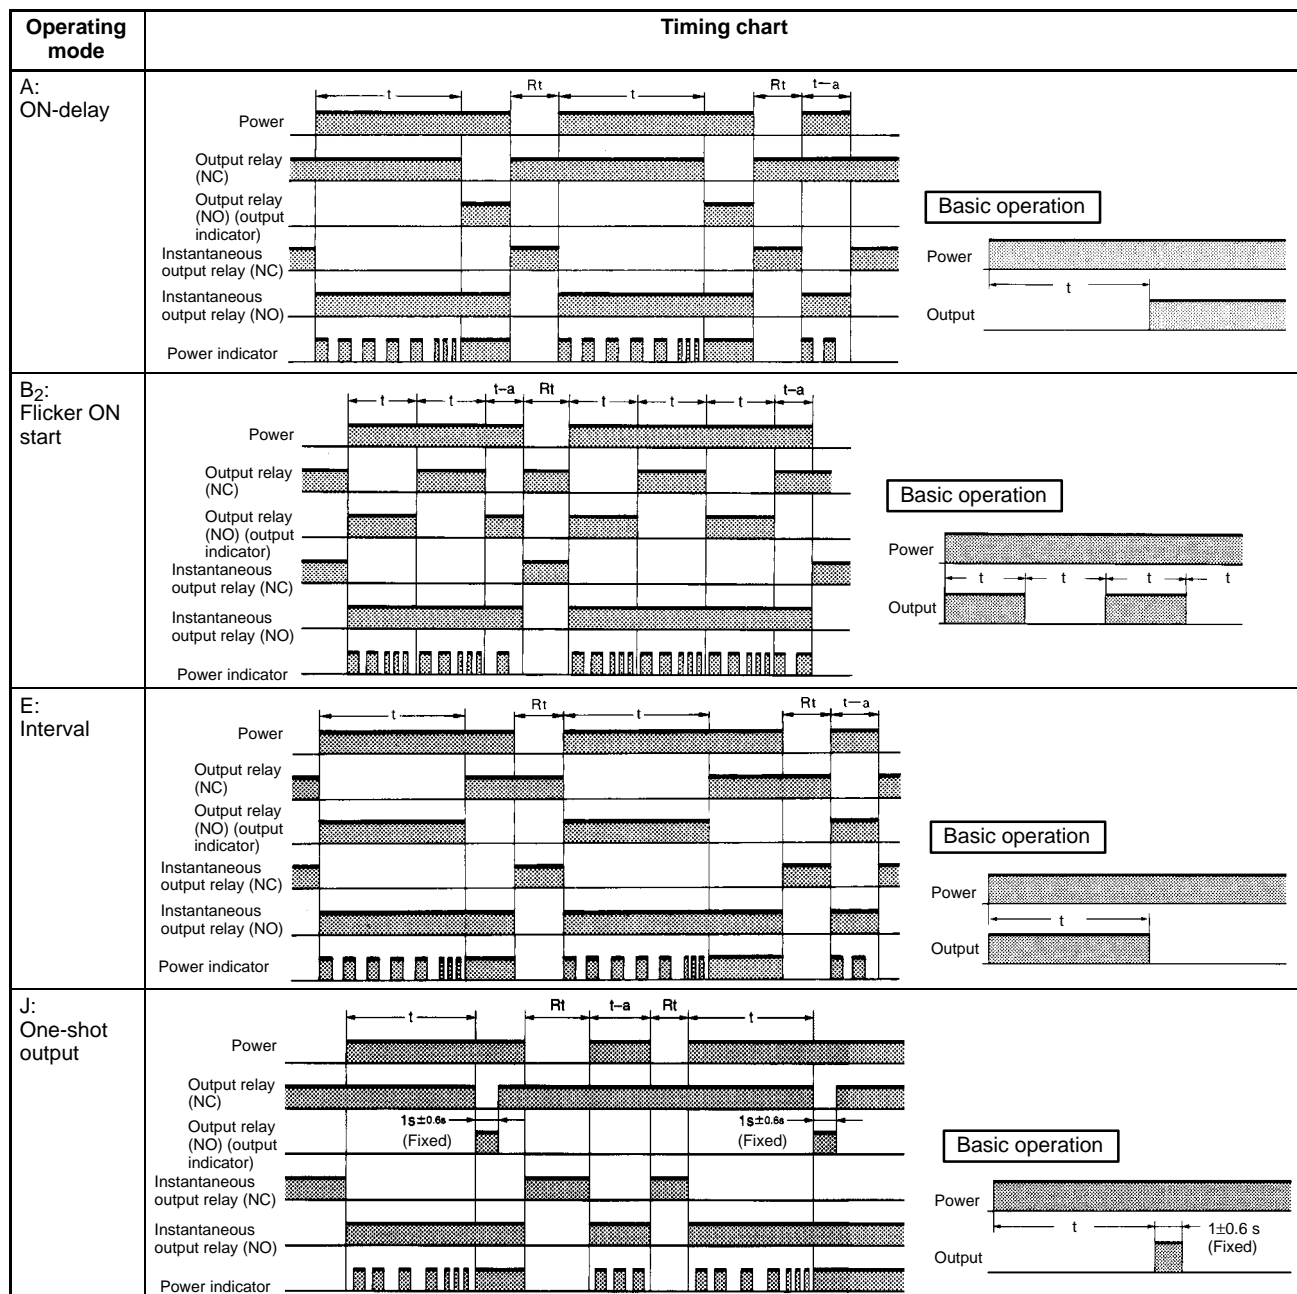 Operating
mode
Timing chart
A:
ON-delay
t
Rt
t
Rt
t–a
Power
Output relay
(NC)
Output relay
(NO) (output
indicator)
Instantaneous
output relay (NC)
Instantaneous
output relay (NO)
Power indicator
Basic operation
Power
t
Output
B2:
Flicker ON
start
t
t
t–a
Rt
t
t
t
t–a
Power
Output relay
(NC)
Output relay
(NO) (output
indicator)
Instantaneous
output relay (NC)
Instantaneous
output relay (NO)
Power indicator
Basic operation
Power
t
t
t
t
Output
E:
Interval
t
Rt
t
Rt
t–a
Power
Output relay
(NC)
Output relay
(NO) (output
indicator)
Instantaneous
output relay (NC)
Instantaneous
output relay (NO)
Power indicator
Basic operation
Power
t
Output
J:
One-shot
output
t
Rt
t–a
Rt
t
Power
Output relay
(NC)
1s±0.6s
(Fixed)
1s±0.6s
(Fixed)
Output relay
(NO) (output
indicator)
Instantaneous
output relay (NC)
Instantaneous
output relay (NO)
Power indicator
Basic operation
Power
t
1±0.6 s
(Fixed)
Output